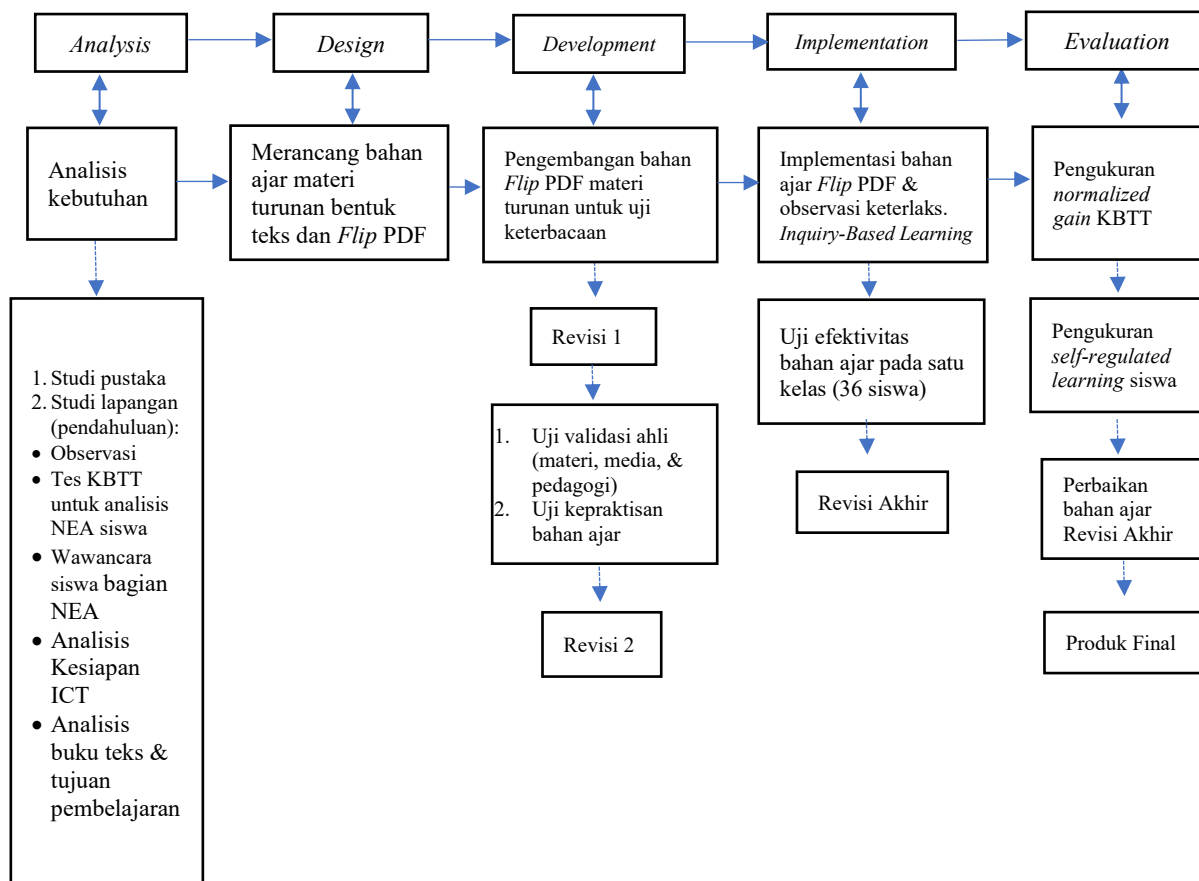 Analysis
Design
Development
Implementation
Evaluation
Analisis
kebutuhan
Merancang bahan
ajar materi
turunan bentuk
teks dan Flip PDF
Pengembangan bahan
Flip PDF materi
turunan untuk uji
keterbacaan
Implementasi bahan
ajar Flip PDF &
observasi keterlaks.
Inquiry-Based Learning
Pengukuran
normalized
gain KBTT
1. Studi pustaka
2. Studi lapangan
(pendahuluan):
• Observasi
• Tes KBTT
untuk analisis
NEA siswa
• Wawancara
siswa bagian
NEA
• Analisis
Kesiapan
ICT
• Analisis
buku teks &
tujuan
pembelajaran
Revisi 1
1. Uji validasi ahli
(materi, media, &
pedagogi)
2. Uji kepraktisan
bahan ajar
Revisi 2
Uji efektivitas
bahan ajar pada satu
kelas (36 siswa)
Revisi Akhir
Pengukuran
self-regulated
learning siswa
Perbaikan
bahan ajar
Revisi Akhir
Produk Final